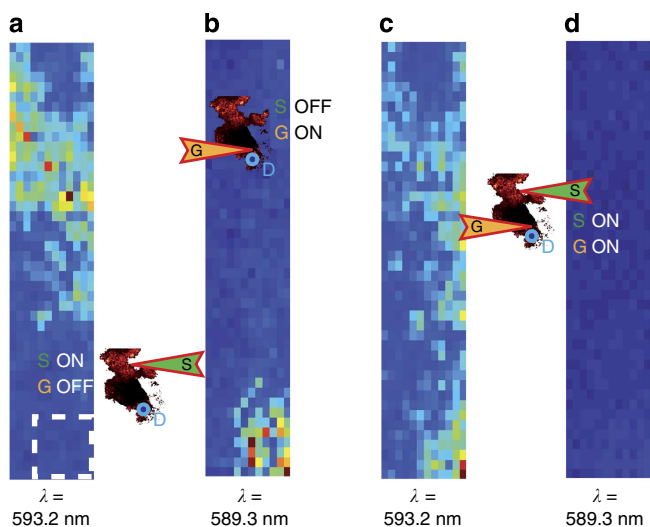 a
b
c
d
S OFF
G ON
G
D
S
G
D
S ON
G ON
S ON
G OFF
S
D
λ =
593.2 nm
λ =
589.3 nm
λ =
593.2 nm
λ =
589.3 nm